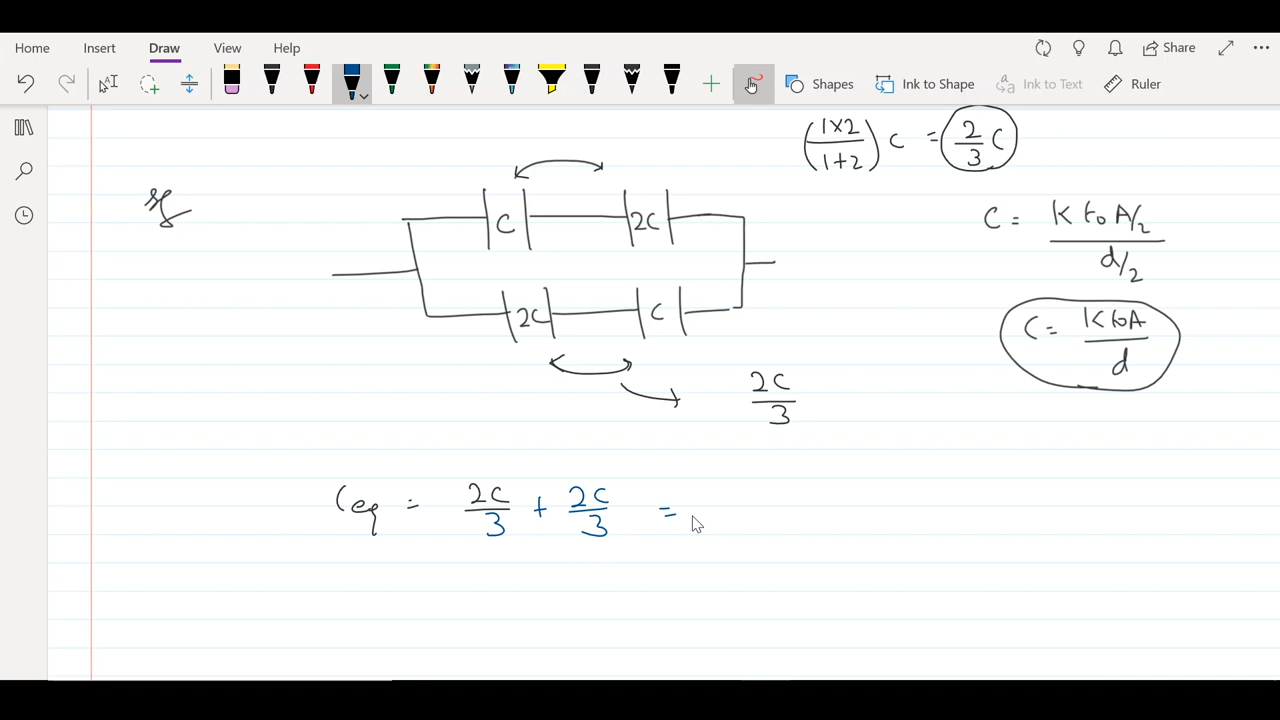 Home Insert Draw View Help Share
Shapes Ink to Shape Ink to Text Ruler
(1×2/1+2) C = 2/3 C
C 2C
C = K ϵ0 A/2 / d/2
2C C
C = K ϵ0 A / d
2C/3
Ceq = 2C/3 + 2C/3 =